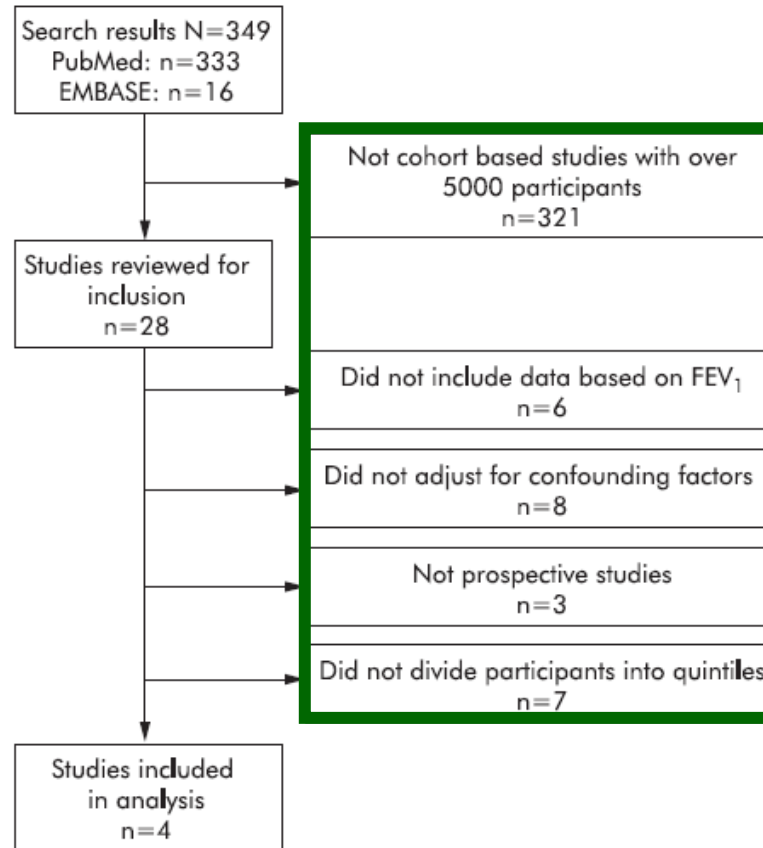 Search results N=349
PubMed: n=333
EMBASE: n=16
Not cohort based studies with over
5000 participants
n=321
Studies reviewed for
inclusion
n=28
Did not include data based on FEV₁
n=6
Did not adjust for confounding factors
n=8
Not prospective studies
n=3
Did not divide participants into quintiles
n=7
Studies included
in analysis
n=4